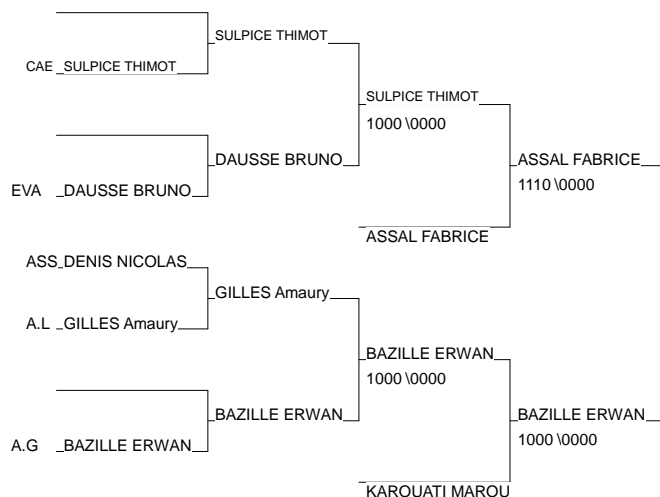 SULPICE THIMOT
CAE SULPICE THIMOT
SULPICE THIMOT
1000 \0000
DAUSSE BRUNO
ASSAL FABRICE
1110 \0000
EVA DAUSSE BRUNO
ASSAL FABRICE
ASS DENIS NICOLAS
GILLES Amaury
A.L GILLES Amaury
BAZILLE ERWAN
1000 \0000
BAZILLE ERWAN
BAZILLE ERWAN
1000 \0000
A.G BAZILLE ERWAN
KAROUATI MAROU